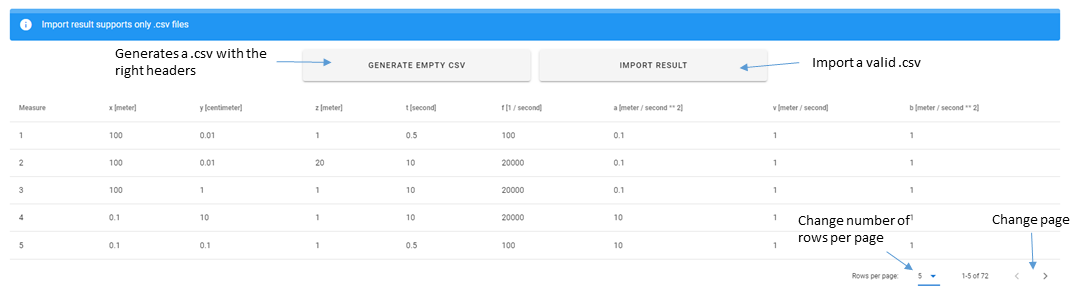 Import result supports only .csv files
Generates a .csv with the
right headers
GENERATE EMPTY CSV
IMPORT RESULT
Import a valid .csv
Measure x [meter] y [centimeter] z [meter] t [second] f [1 / second] a [meter / second ** 2] v [meter / second] b [meter / second ** 2]
1 100 0.01 1 0.5 100 0.1 1 1
2 100 0.01 20 10 20000 0.1 1 1
3 100 1 1 10 20000 0.1 1 1
4 0.1 10 1 10 20000 10 1 1
Change number of
rows per page
Change page
5 0.1 0.1 1 0.5 100 10 1 1
Rows per page: 5 1-5 of 72